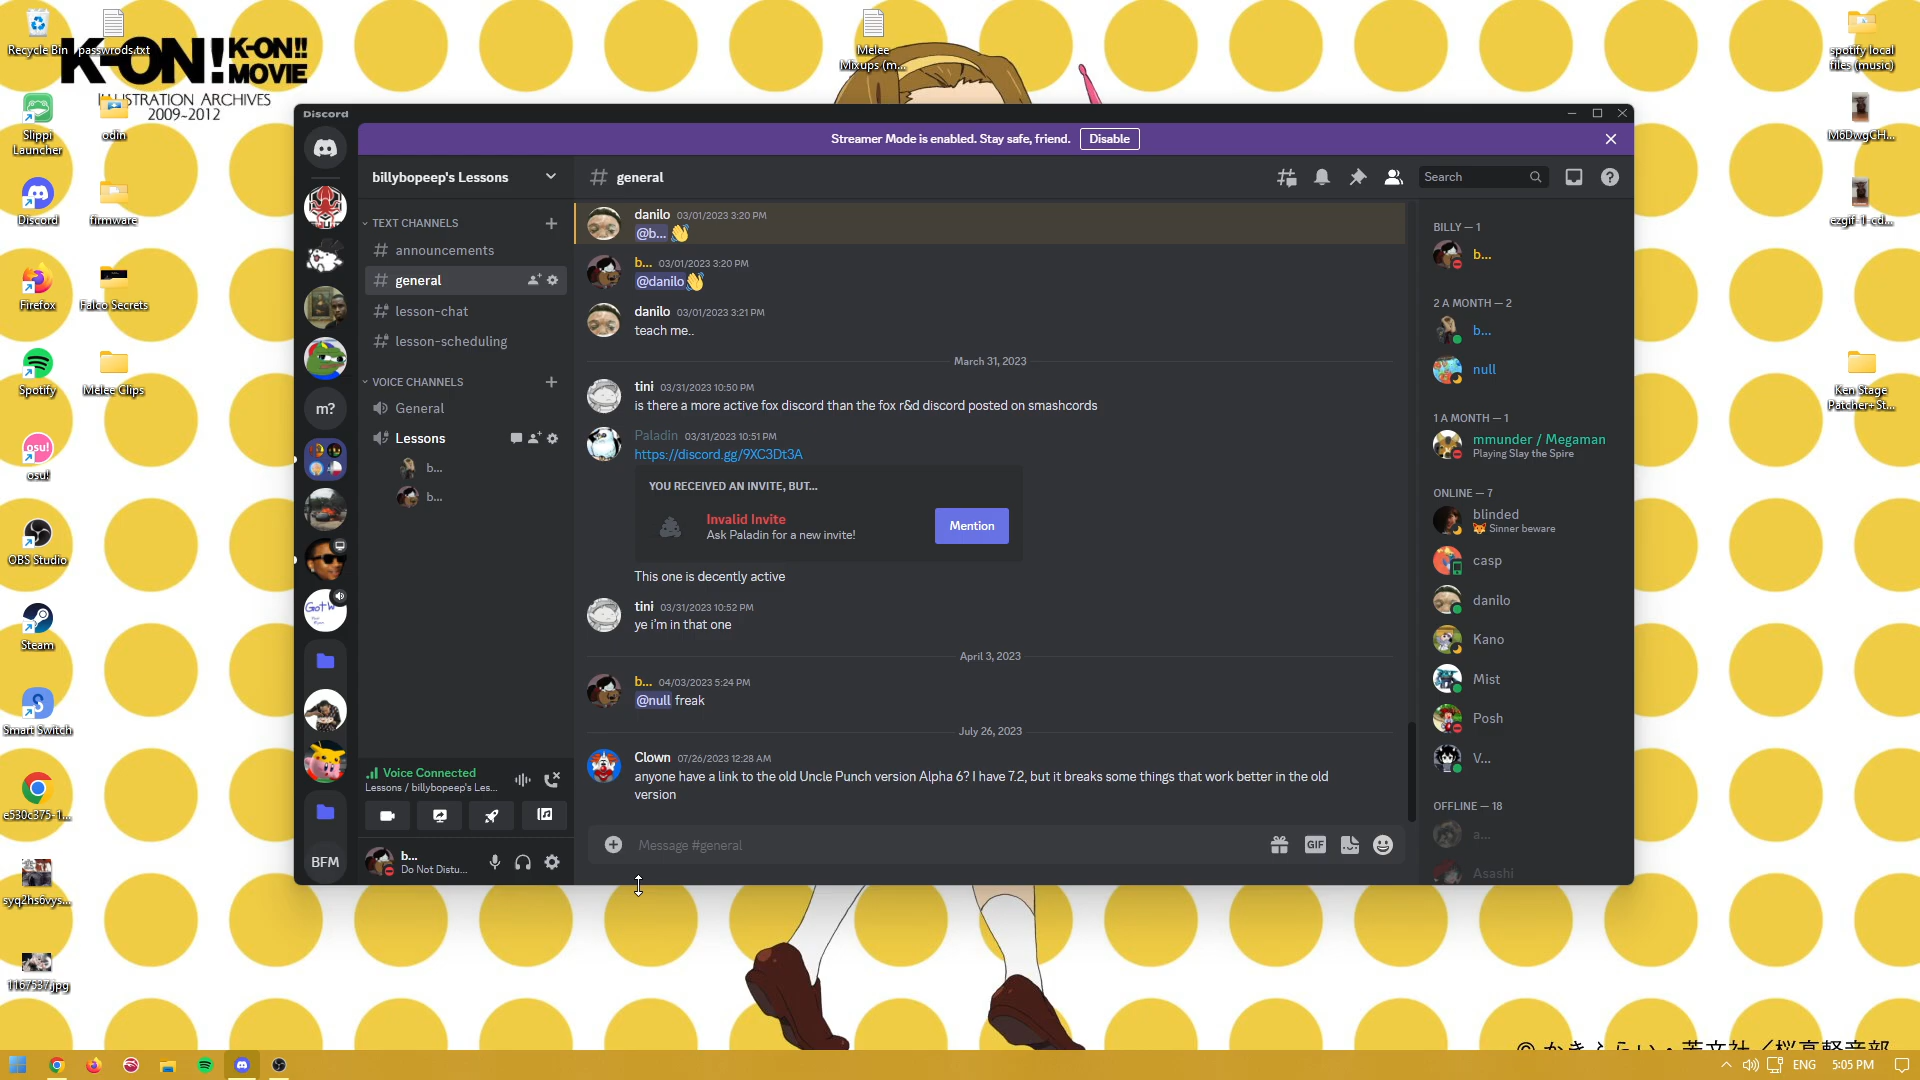 Recycle Bin
passwrods.txt
Melee
Mixups (m...
spotify local
files (music)
K-ON! K-ON!!
MOVIE
ILLUSTRATION ARCHIVES
2009~2012
Slippi
Launcher
odin
M6DwgCH...
Discord
firmware
ezgif-1-cd...
Firefox
Falco Secrets
Spotify
Melee Clips
Ken Stage
Patcher+St...
osu!
OBS Studio
Steam
Smart Switch
e530c375-1...
syq2hs6vys...
1167537.jpg
Discord
Streamer Mode is enabled. Stay safe, friend.
Disable
billybopeep's Lessons
general
Search
TEXT CHANNELS
announcements
general
lesson-chat
lesson-scheduling
VOICE CHANNELS
General
Lessons
b...
b...
m?
GotW
BFM
Voice Connected
Lessons / billybopeep's Les...
b...
Do Not Distu...
danilo 03/01/2023 3:20 PM
@b... 👋
b... 03/01/2023 3:20 PM
@danilo 👋
danilo 03/01/2023 3:21 PM
teach me..
March 31, 2023
tini 03/31/2023 10:50 PM
is there a more active fox discord than the fox r&d discord posted on smashcords
Paladin 03/31/2023 10:51 PM
https://discord.gg/9XC3Dt3A
YOU RECEIVED AN INVITE, BUT...
Invalid Invite
Ask Paladin for a new invite!
Mention
This one is decently active
tini 03/31/2023 10:52 PM
ye i'm in that one
April 3, 2023
b... 04/03/2023 5:24 PM
@null freak
July 26, 2023
Clown 07/26/2023 12:28 AM
anyone have a link to the old Uncle Punch version Alpha 6? I have 7.2, but it breaks some things that work better in the old
version
Message #general
GIF
BILLY — 1
b...
2 A MONTH — 2
b...
null
1 A MONTH — 1
mmunder / Megaman
Playing Slay the Spire
ONLINE — 7
blinded
🦊 Sinner beware
casp
danilo
Kano
Mist
Posh
V...
OFFLINE — 18
a...
Asashi
ENG
5:05 PM